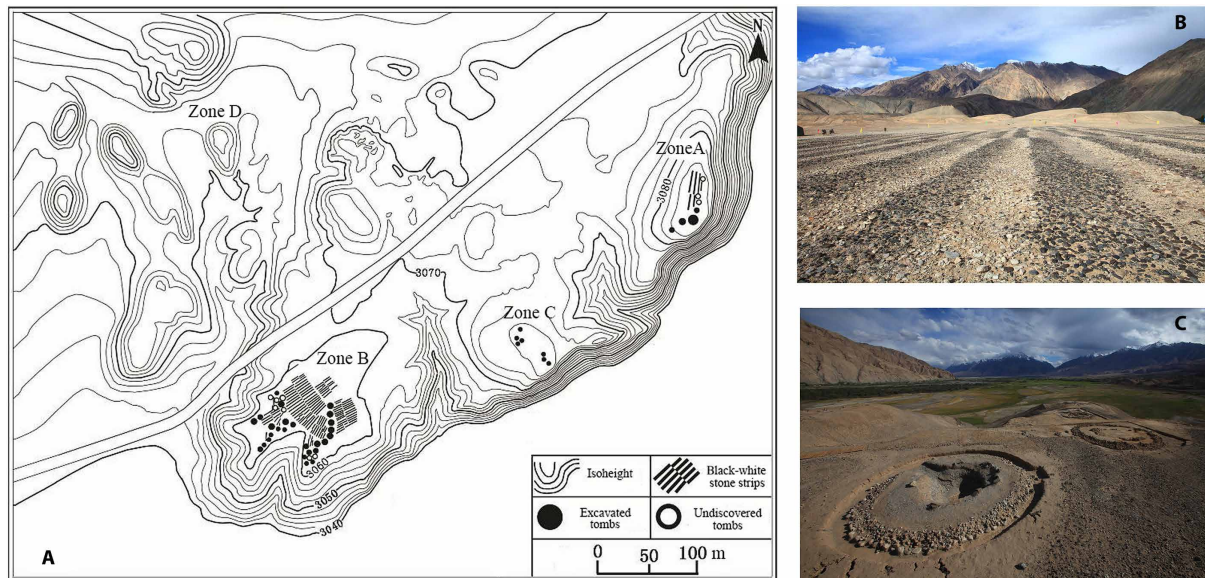 N
Zone D
ZoneA
3080
3070
Zone C
Zone B
3060
3050
3040
Isoheight
Black-white
stone strips
Excavated
tombs
Undiscovered
tombs
0 50 100 m
A
B
C